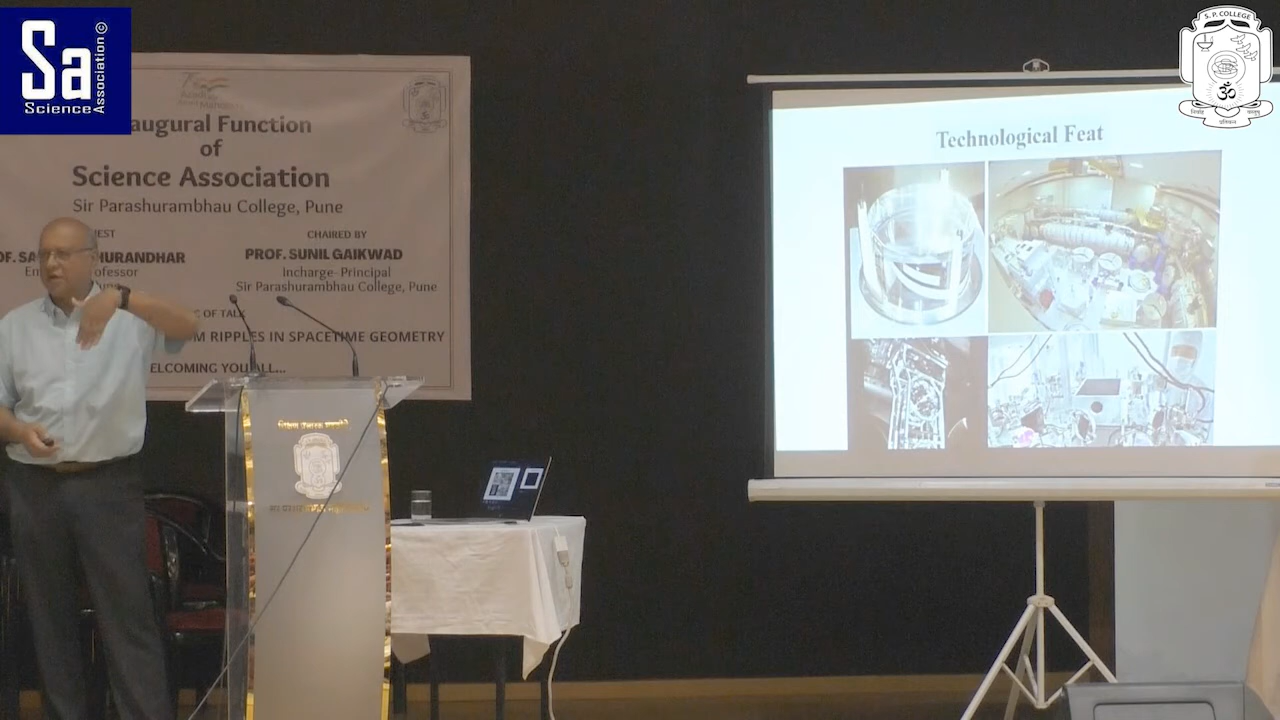 Sa
Science
Association©
augural Function
of
Science Association
Sir Parashurambhau College, Pune
EST
CHAIRED BY
HURANDHAR
PROF. SUNIL GAIKWAD
Incharge- Principal
Sir Parashurambhau College, Pune
M RIPPLES IN SPACETIME GEOMETRY
ELCOMING YOU ALL...
Technological Feat
S. P. COLLEGE
ॐ